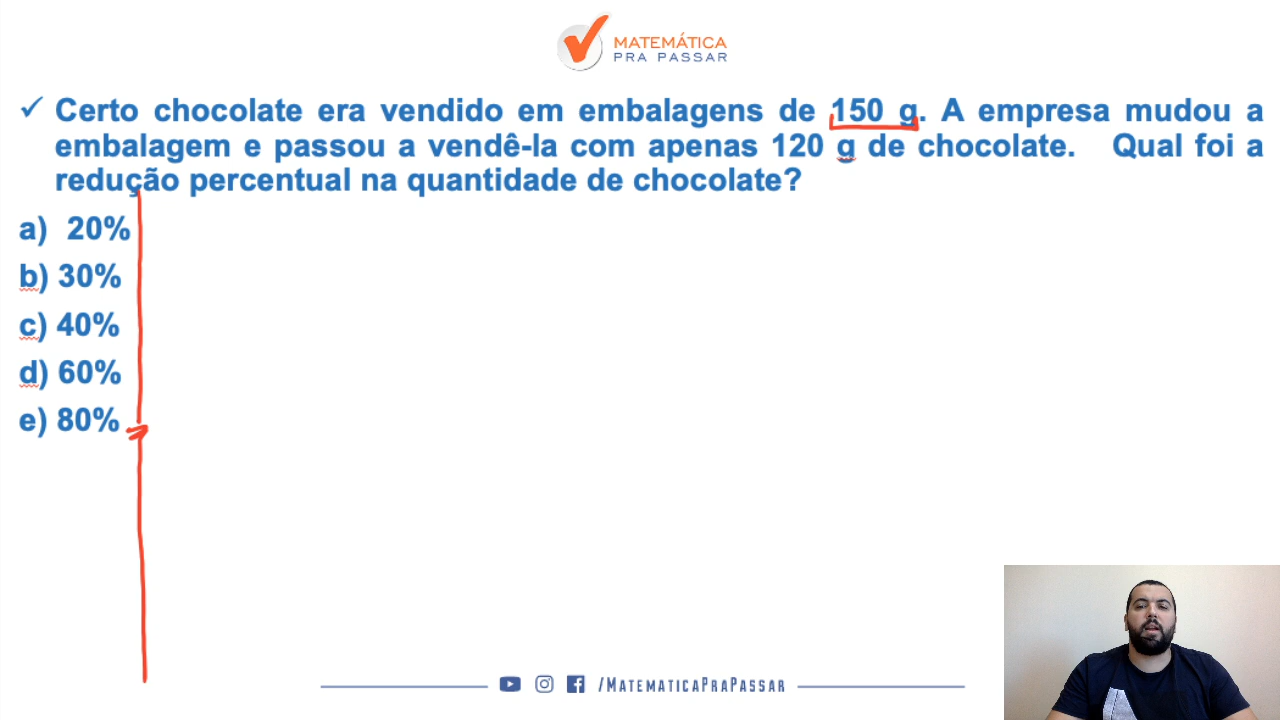 MATEMÁTICA
PRA PASSAR
✓ Certo chocolate era vendido em embalagens de 150 g. A empresa mudou a
embalagem e passou a vendê-la com apenas 120 g de chocolate. Qual foi a
redução percentual na quantidade de chocolate?
a) 20%
b) 30%
c) 40%
d) 60%
e) 80%
/MATEMATICAPRAPASSAR